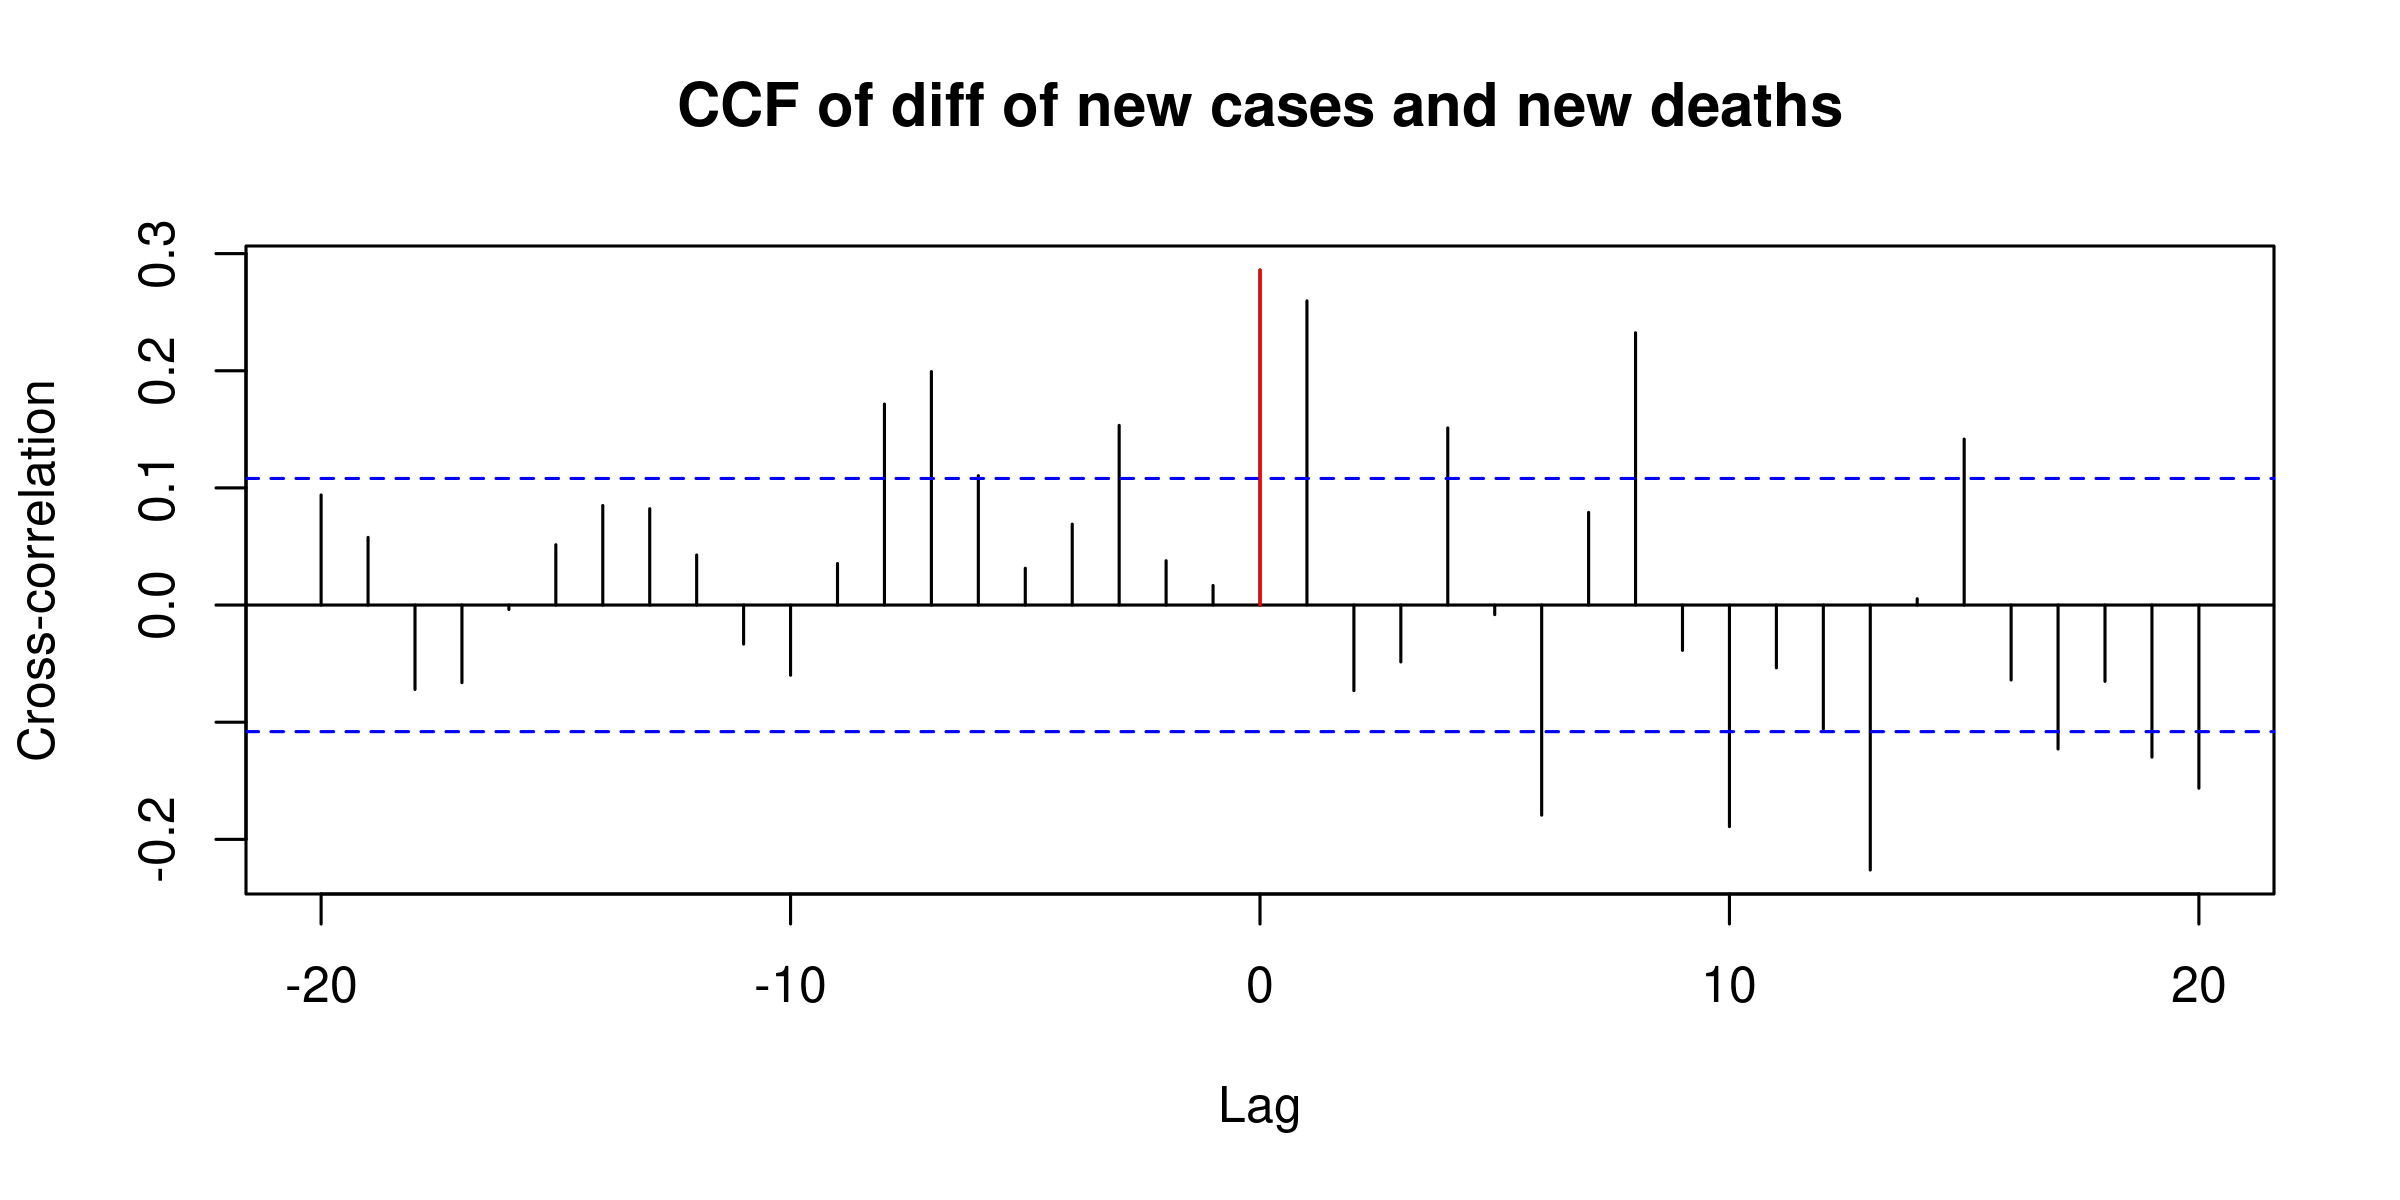 CCF of diff of new cases and new deaths
Cross-correlation
0.3
0.2
0.1
0.0
-0.2
-20 -10 0 10 20
Lag